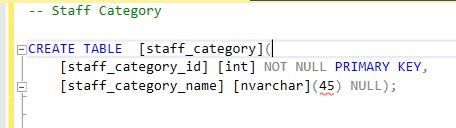 -- Staff Category
CREATE TABLE  [staff_category](
[staff_category_id] [int] NOT NULL PRIMARY KEY,
[staff_category_name] [nvarchar](45) NULL);